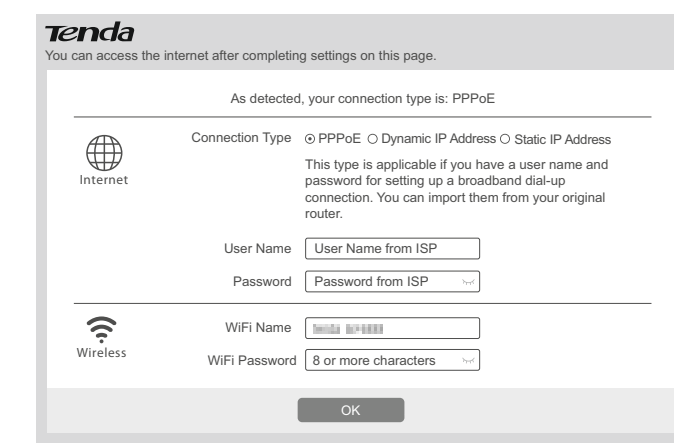 Tenda
You can access the internet after completing settings on this page.
As detected, your connection type is: PPPoE
Connection Type PPPoE Dynamic IP Address Static IP Address
Internet
This type is applicable if you have a user name and
password for setting up a broadband dial-up
connection. You can import them from your original
router.
User Name User Name from ISP
Password Password from ISP
Wireless
WiFi Name
WiFi Password 8 or more characters
OK